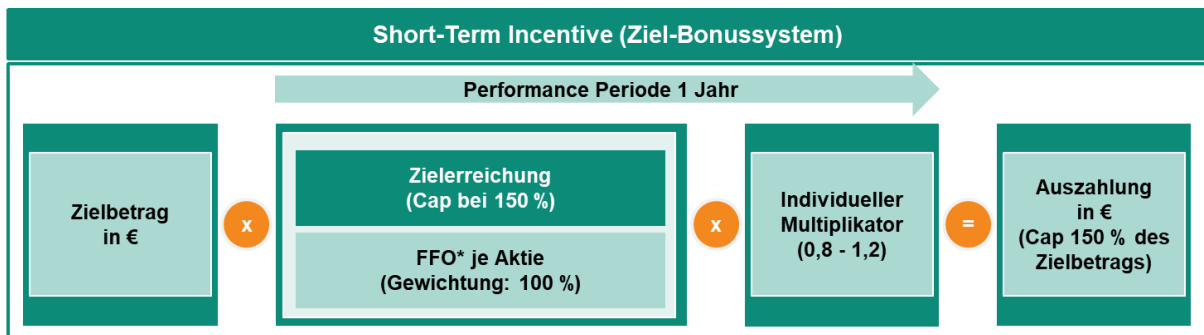 Short-Term Incentive (Ziel-Bonussystem)
Performance Periode 1 Jahr
Zielbetrag
in €
x
Zielerreichung
(Cap bei 150 %)
FFO* je Aktie
(Gewichtung: 100 %)
x
Individueller
Multiplikator
(0,8 - 1,2)
=
Auszahlung
in €
(Cap 150 % des
Zielbetrags)